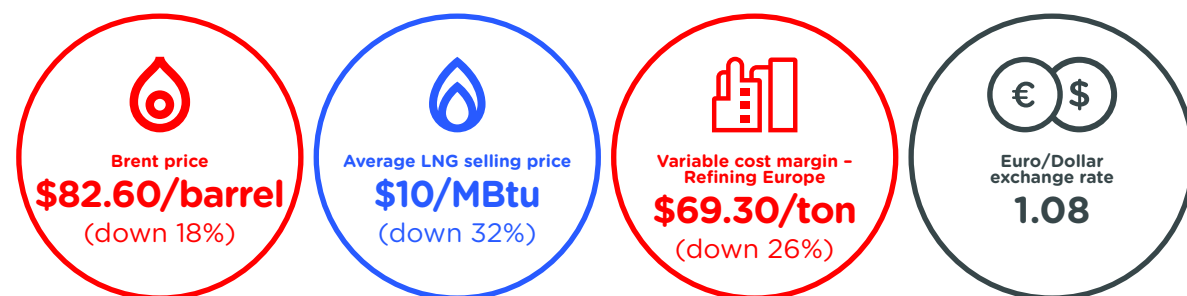 € $
Brent price
$82.60/barrel
(down 18%)
Average LNG selling price
$10/MBtu
(down 32%)
Variable cost margin –
Refining Europe
$69.30/ton
(down 26%)
Euro/Dollar
exchange rate
1.08